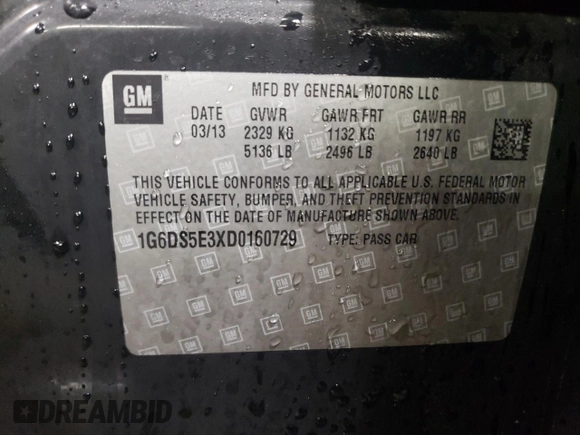 GM
MFD BY GENERAL MOTORS LLC
DATE GVWR GAWR FRT GAWR RR
03/13 2329 KG 1132 KG 1197 KG
5136 LB 2496 LB 2640 LB
THIS VEHICLE CONFORMS TO ALL APPLICABLE U.S. FEDERAL MOTOR
VEHICLE SAFETY, BUMPER, AND THEFT PREVENTION STANDARDS IN
EFFECT ON THE DATE OF MANUFACTURE SHOWN ABOVE.
1G6DS5E3XD0160729 TYPE: PASS CAR
DREAMBID